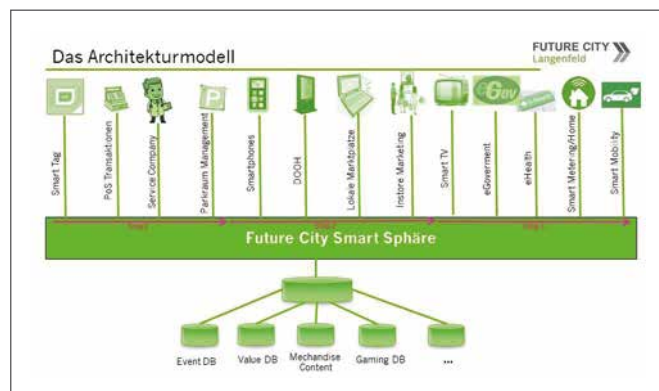 Das Architekturmodell
FUTURE CITY
Langenfeld
Smart Tag
PoS Transaktionen
Service Company
Parkraum Management
Smartphones
DOOH
Lokale Marktplätze
Instore Marketing
Smart TV
eGoverment
eHealth
Smart Metering/Home
Smart Mobility
Future City Smart Sphäre
Event DB
Value DB
Mechandise
Content
Gaming DB
...